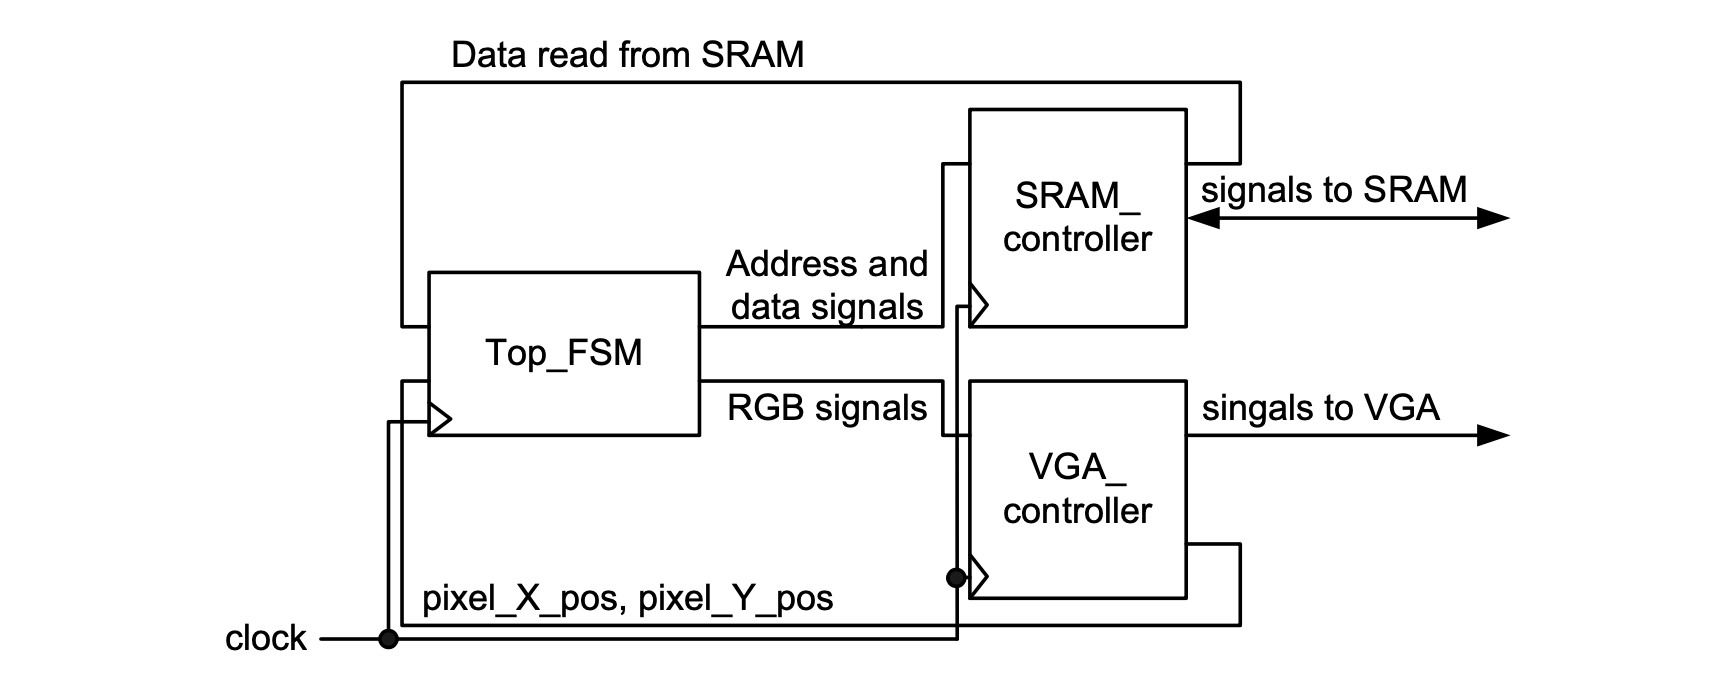 Data read from SRAM
SRAM_
controller
signals to SRAM
Address and
data signals
Top_FSM
RGB signals
singals to VGA
VGA_
controller
pixel_X_pos, pixel_Y_pos
clock